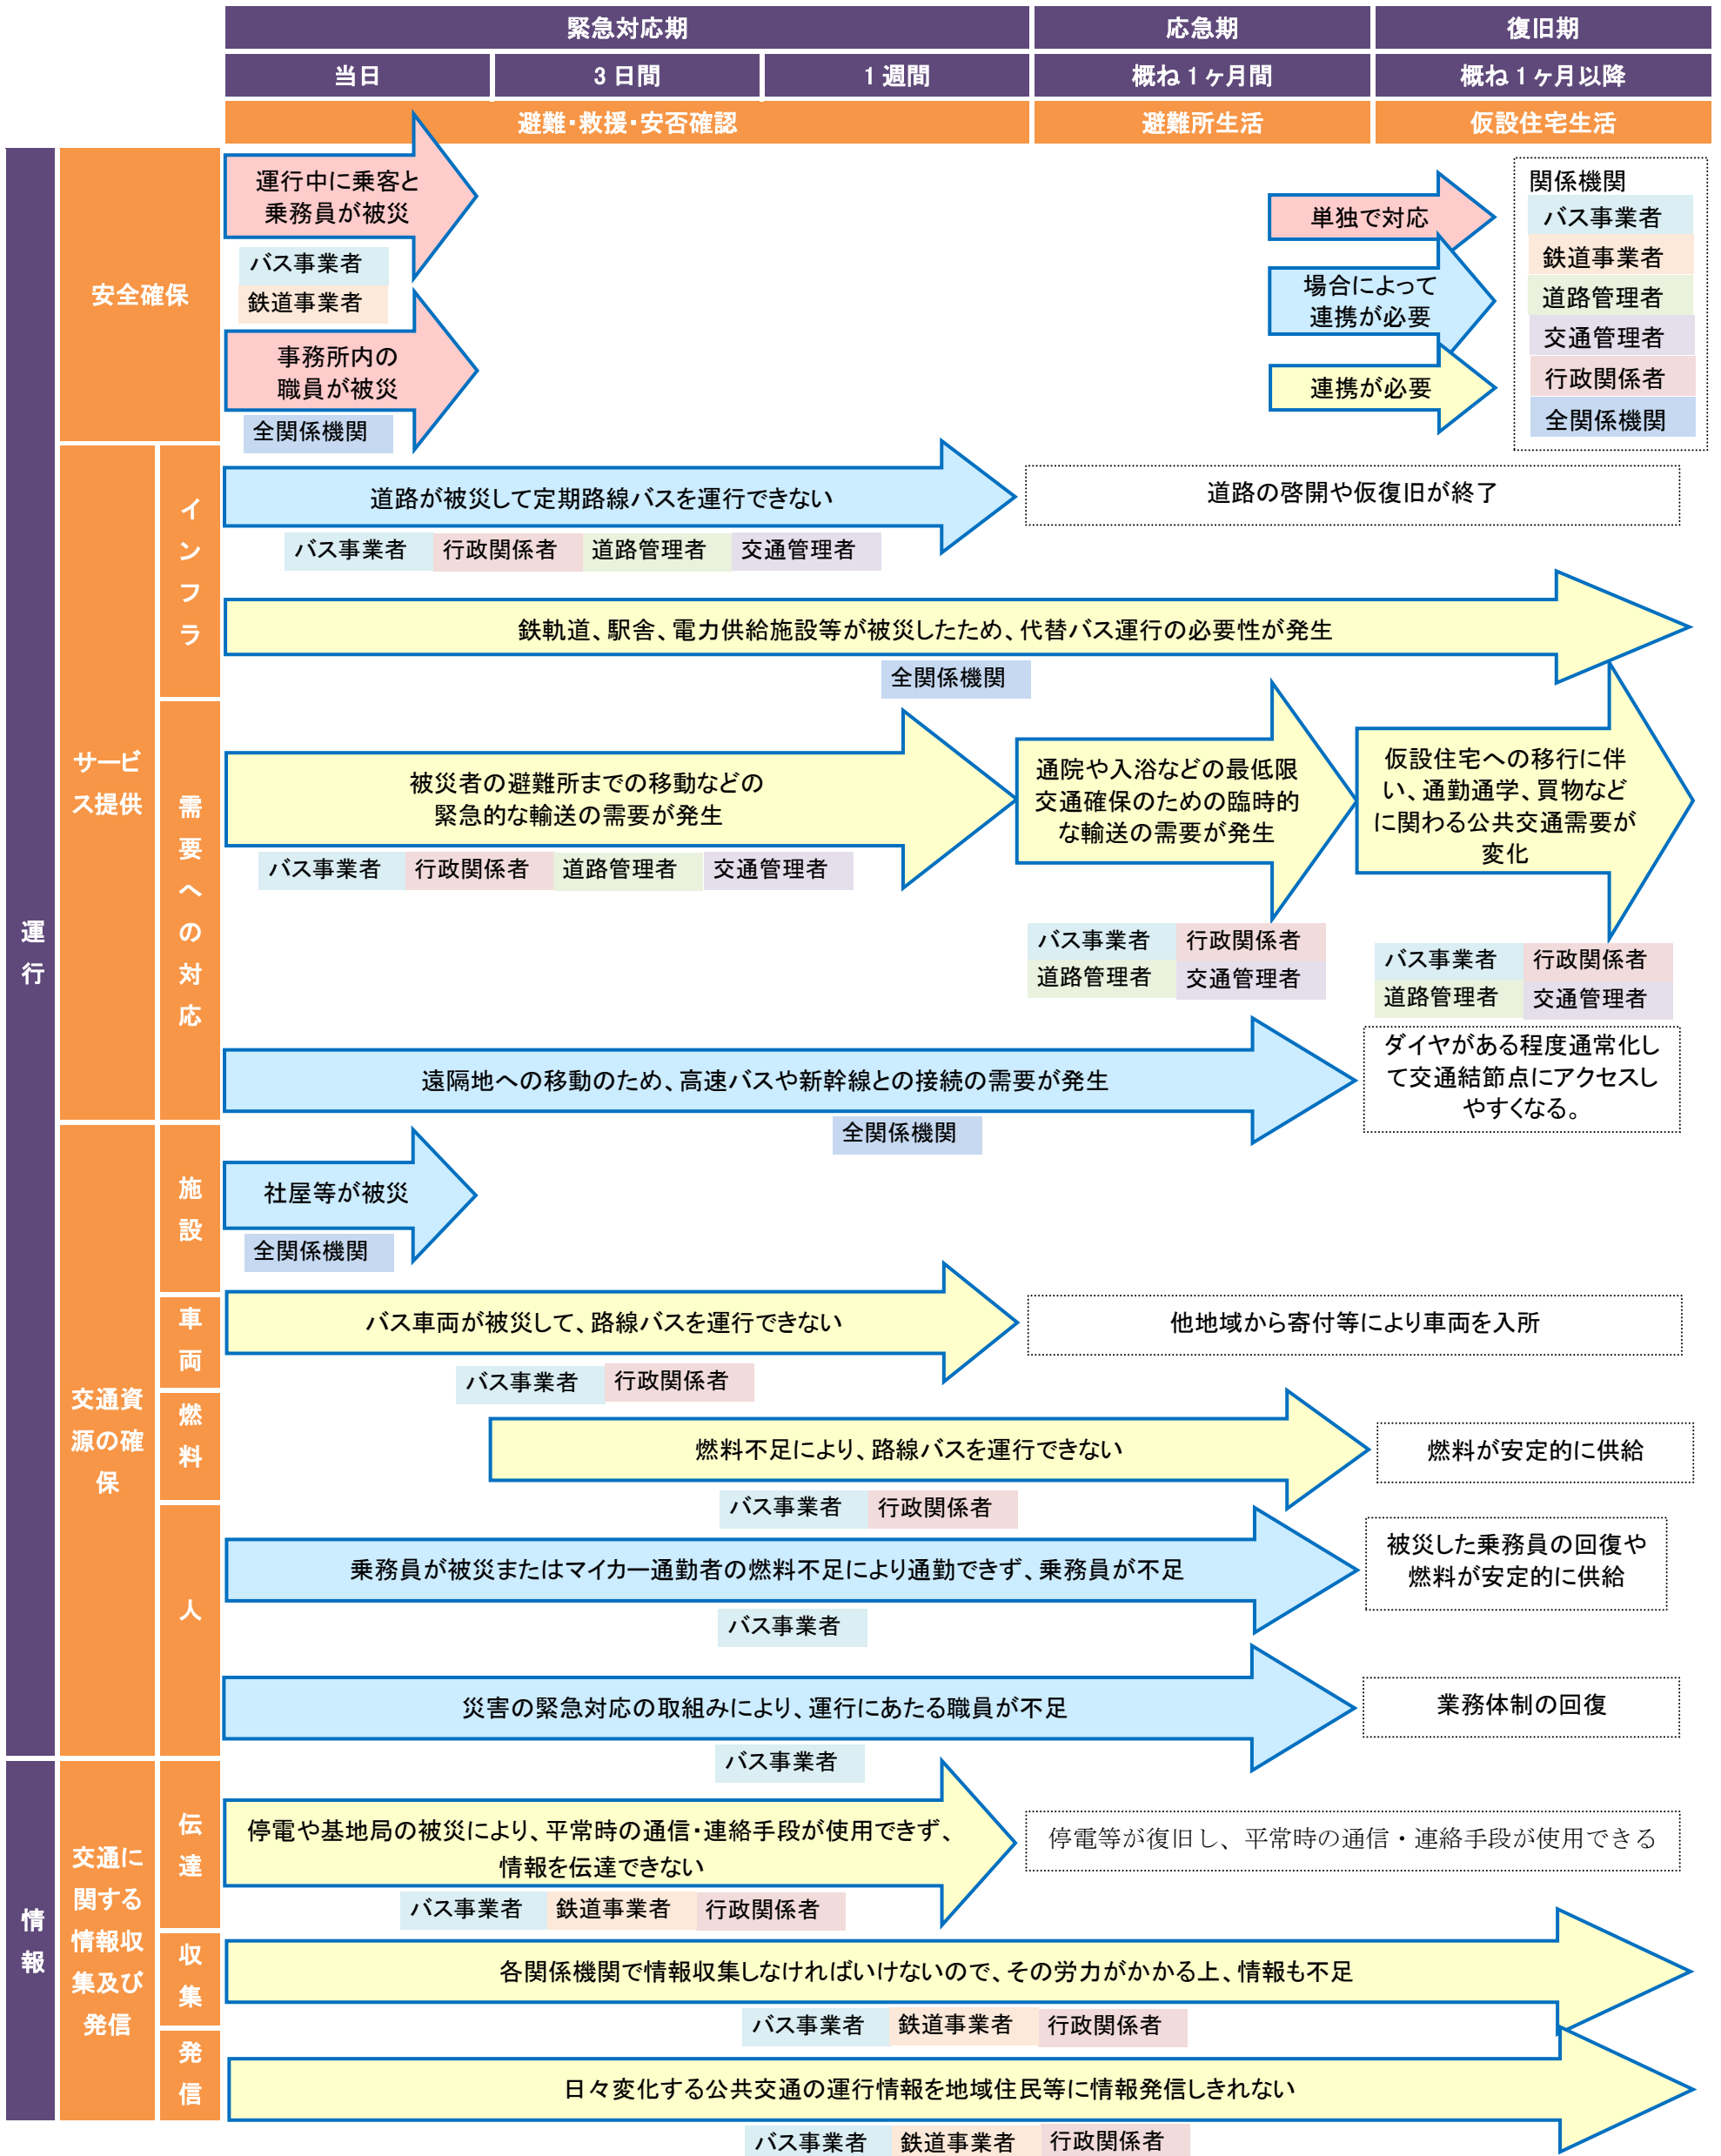 緊急対応期
応急期
復旧期
当日
3日間
1週間
概ね1ヶ月間
概ね1ヶ月以降
避難・救援・安否確認
避難所生活
仮設住宅生活
運行
安全確保
運行中に乗客と
乗務員が被災
バス事業者
鉄道事業者
事務所内の
職員が被災
全関係機関
単独で対応
場合によって
連携が必要
連携が必要
関係機関
バス事業者
鉄道事業者
道路管理者
交通管理者
行政関係者
全関係機関
サービ
ス提供
インフラ
道路が被災して定期路線バスを運行できない
道路の啓開や仮復旧が終了
バス事業者
行政関係者
道路管理者
交通管理者
鉄軌道、駅舎、電力供給施設等が被災したため、代替バス運行の必要性が発生
全関係機関
需要への対応
被災者の避難所までの移動などの
緊急的な輸送の需要が発生
バス事業者
行政関係者
道路管理者
交通管理者
通院や入浴などの最低限
交通確保のための臨時的
な輸送の需要が発生
バス事業者
行政関係者
道路管理者
交通管理者
仮設住宅への移行に伴
い、通勤通学、買物など
に関わる公共交通需要が
変化
バス事業者
行政関係者
道路管理者
交通管理者
遠隔地への移動のため、高速バスや新幹線との接続の需要が発生
全関係機関
ダイヤがある程度通常化し
て交通結節点にアクセスし
やすくなる。
交通資
源の確
保
施設
社屋等が被災
全関係機関
車両
バス車両が被災して、路線バスを運行できない
他地域から寄付等により車両を入所
バス事業者
行政関係者
燃料
燃料不足により、路線バスを運行できない
燃料が安定的に供給
バス事業者
行政関係者
人
乗務員が被災またはマイカー通勤者の燃料不足により通勤できず、乗務員が不足
被災した乗務員の回復や
燃料が安定的に供給
バス事業者
災害の緊急対応の取組みにより、運行にあたる職員が不足
業務体制の回復
バス事業者
情報
交通に
関する
情報収
集及び
発信
伝達
停電や基地局の被災により、平常時の通信・連絡手段が使用できず、
情報を伝達できない
停電等が復旧し、平常時の通信・連絡手段が使用できる
バス事業者
鉄道事業者
行政関係者
収集
各関係機関で情報収集しなければいけないので、その労力がかかる上、情報も不足
バス事業者
鉄道事業者
行政関係者
発信
日々変化する公共交通の運行情報を地域住民等に情報発信しきれない
バス事業者
鉄道事業者
行政関係者